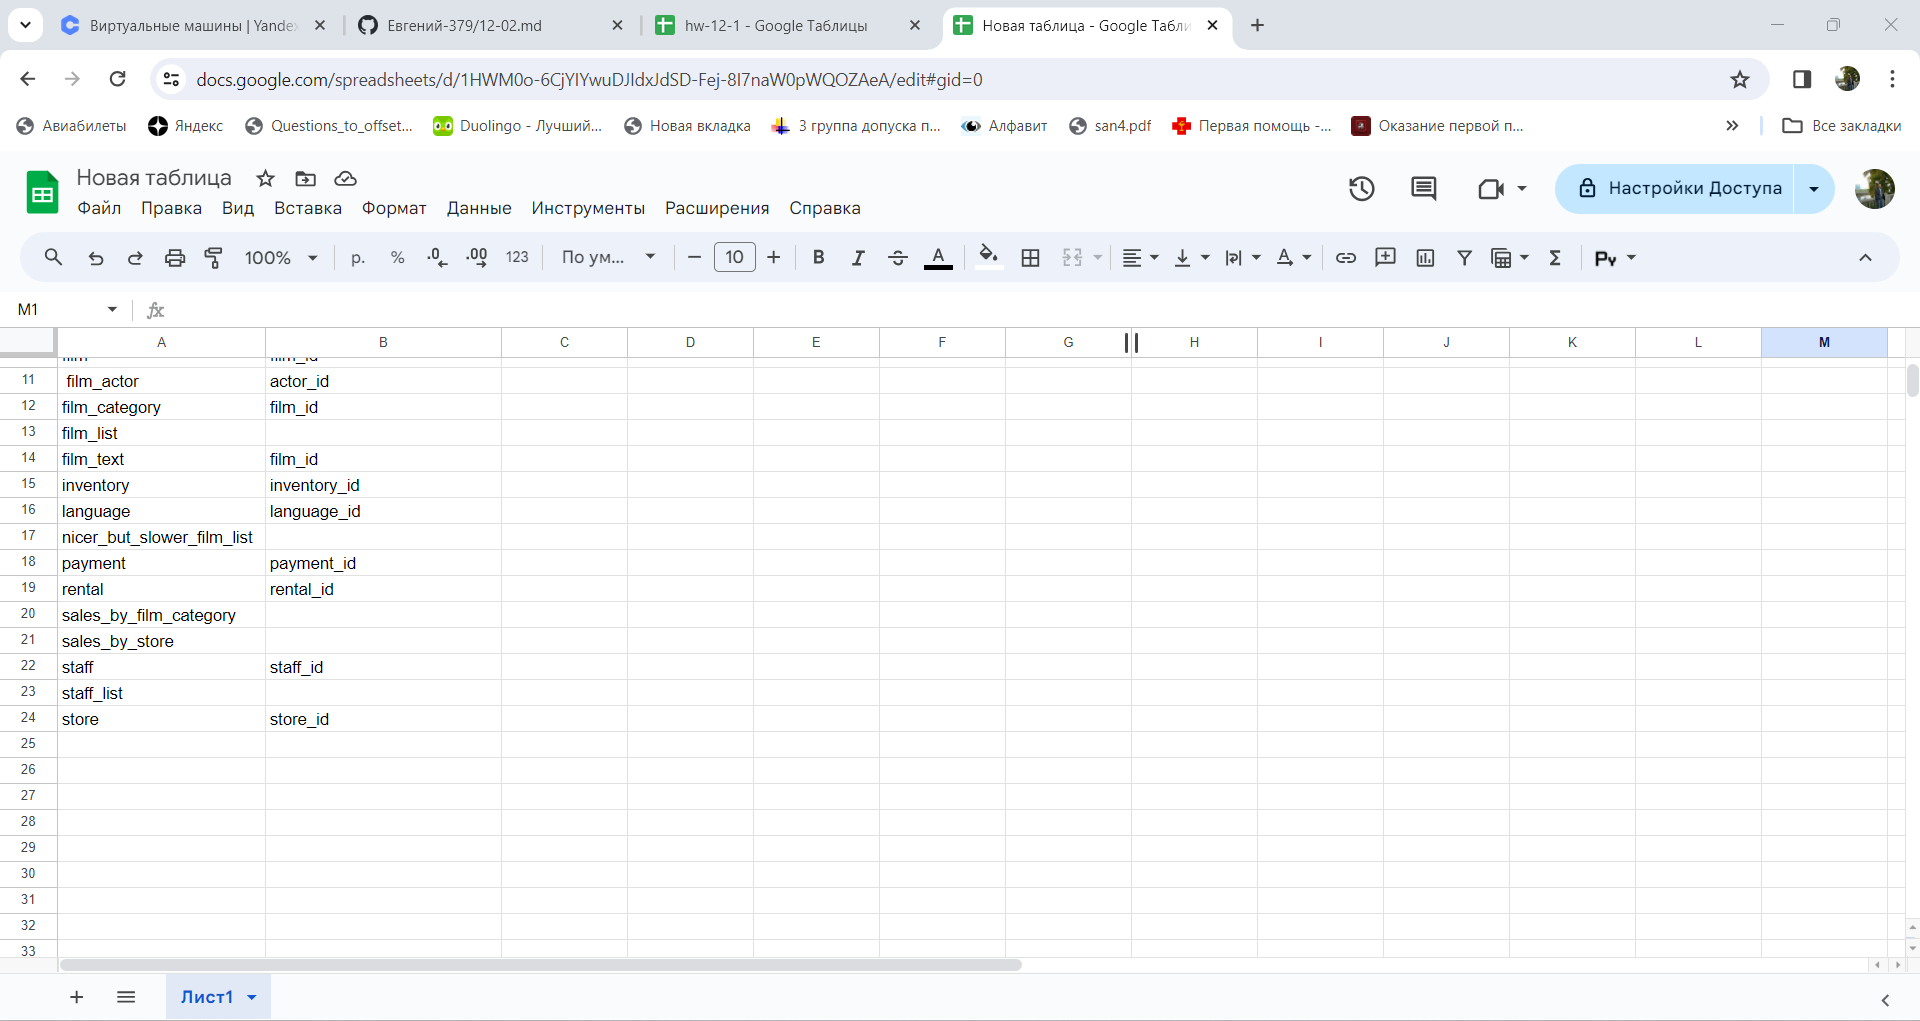 Виртуальные машины | Yande
Евгений-379/12-02.md
hw-12-1 - Google Таблицы
Новая таблица - Google Табли
docs.google.com/spreadsheets/d/1HWM0o-6CjYIYwuDJIdxJdSD-Fej-8I7naW0pWQOZAeA/edit#gid=0
Авиабилеты
Яндекс
Questions_to_offset...
Duolingo - Лучший...
Новая вкладка
3 группа допуска п...
Алфавит
san4.pdf
Первая помощь -...
Оказание первой п...
Все закладки
Новая таблица
Файл Правка Вид Вставка Формат Данные Инструменты Расширения Справка
Настройки Доступа
100% р. % .0 .00 123 По ум... 10 B I A Σ Py
M1 fx
A B C D E F G H I J K L M
11 film_actor actor_id
12 film_category film_id
13 film_list
14 film_text film_id
15 inventory inventory_id
16 language language_id
17 nicer_but_slower_film_list
18 payment payment_id
19 rental rental_id
20 sales_by_film_category
21 sales_by_store
22 staff staff_id
23 staff_list
24 store store_id
25
26
27
28
29
30
31
32
33
Лист1